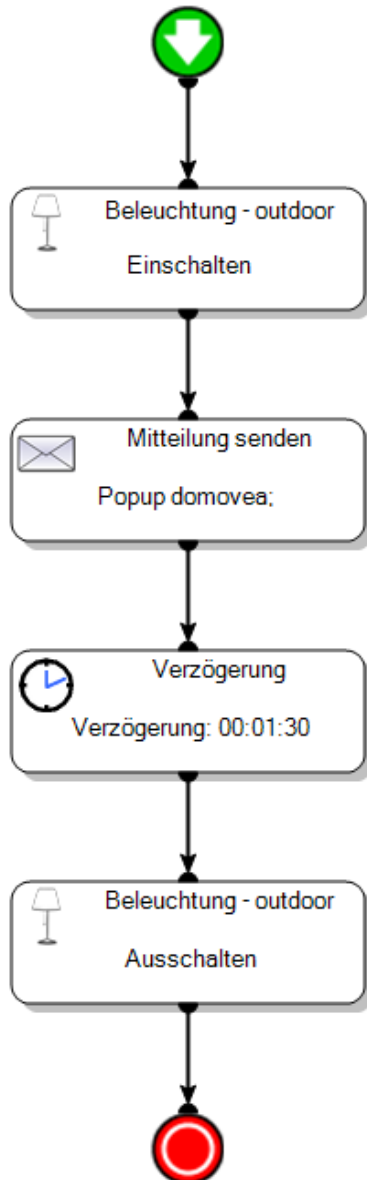 Beleuchtung - outdoor
Einschalten
Mitteilung senden
Popup domovea;
Verzögerung
Verzögerung: 00:01:30
Beleuchtung - outdoor
Ausschalten